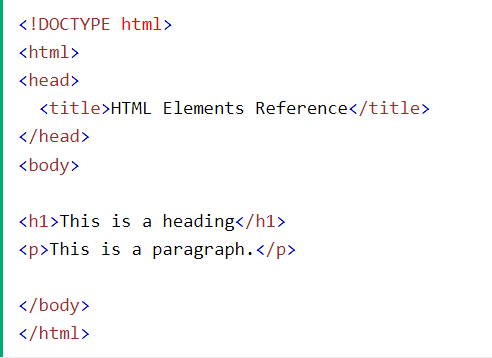 <!DOCTYPE html>
<html>
<head>
  <title>HTML Elements Reference</title>
</head>
<body>

<h1>This is a heading</h1>
<p>This is a paragraph.</p>

</body>
</html>